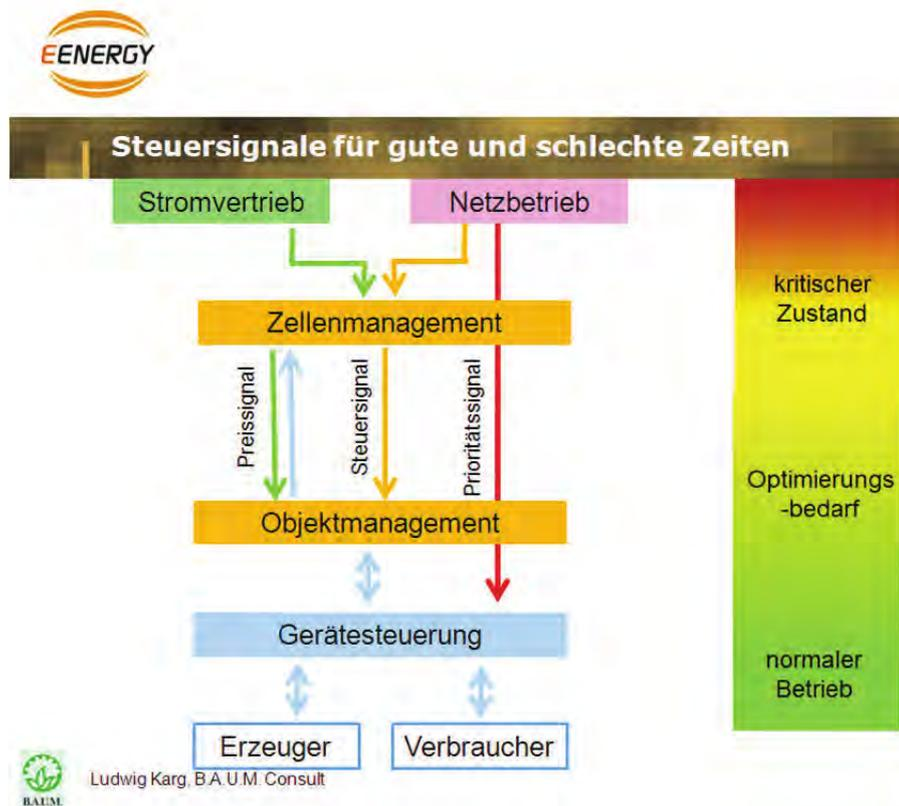 EENERGY
Steuersignale für gute und schlechte Zeiten
Stromvertrieb
Netzbetrieb
kritischer
Zustand
Zellenmanagement
Preissignal
Steuersignal
Prioritätssignal
Optimierungs
-bedarf
Objektmanagement
Gerätesteuerung
normaler
Betrieb
Erzeuger
Verbraucher
Ludwig Karg, B.A.U.M. Consult
B.A.U.M.